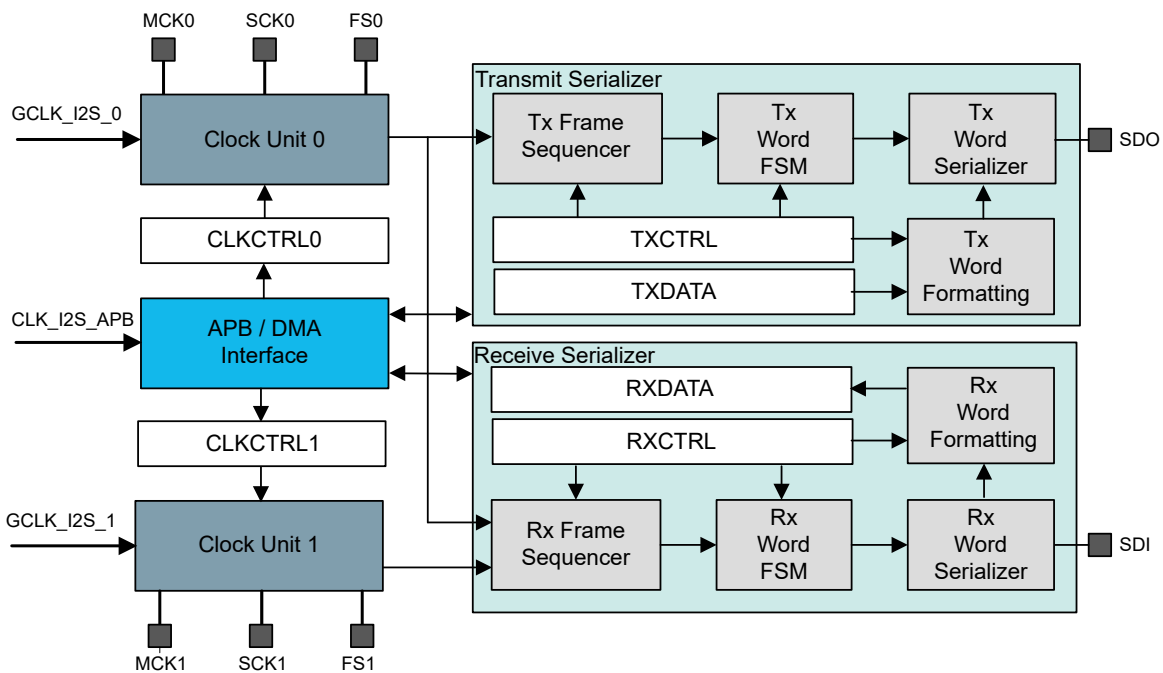 MCK0
SCK0
FS0
GCLK_I2S_0
Clock Unit 0
CLKCTRL0
CLK_I2S_APB
APB / DMA
Interface
CLKCTRL1
GCLK_I2S_1
Clock Unit 1
MCK1
SCK1
FS1
Transmit Serializer
Tx Frame
Sequencer
Tx
Word
FSM
Tx
Word
Serializer
SDO
TXCTRL
TXDATA
Tx
Word
Formatting
Receive Serializer
RXDATA
RXCTRL
Rx
Word
Formatting
Rx Frame
Sequencer
Rx
Word
FSM
Rx
Word
Serializer
SDI